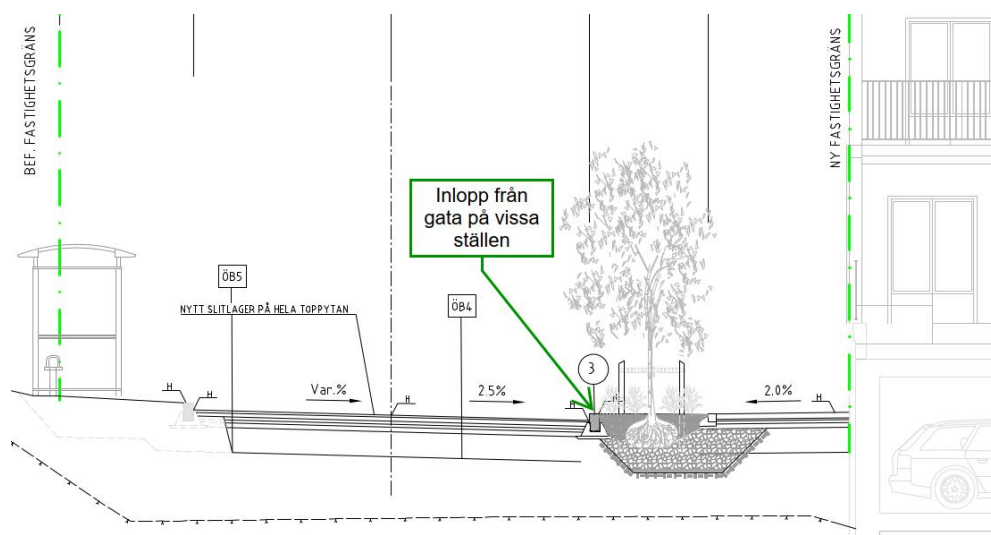 BEF. FASTIGHETSGRÄNS
NY FASTIGHETSGRÄNS
Inlopp från
gata på vissa
ställen
ÖB5
ÖB4
NYTT SLITLAGER PÅ HELA TOPPYTAN
3
H
H
Var.%
H
2.5%
H
H
2.0%
H